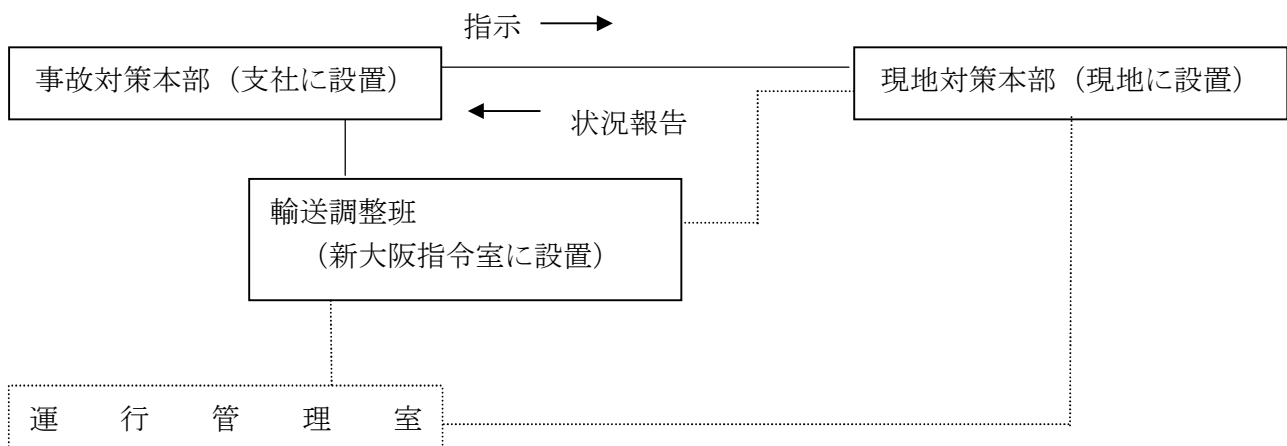 指示
事故対策本部（支社に設置）
現地対策本部（現地に設置）
状況報告
輸送調整班
（新大阪指令室に設置）
運行管理室